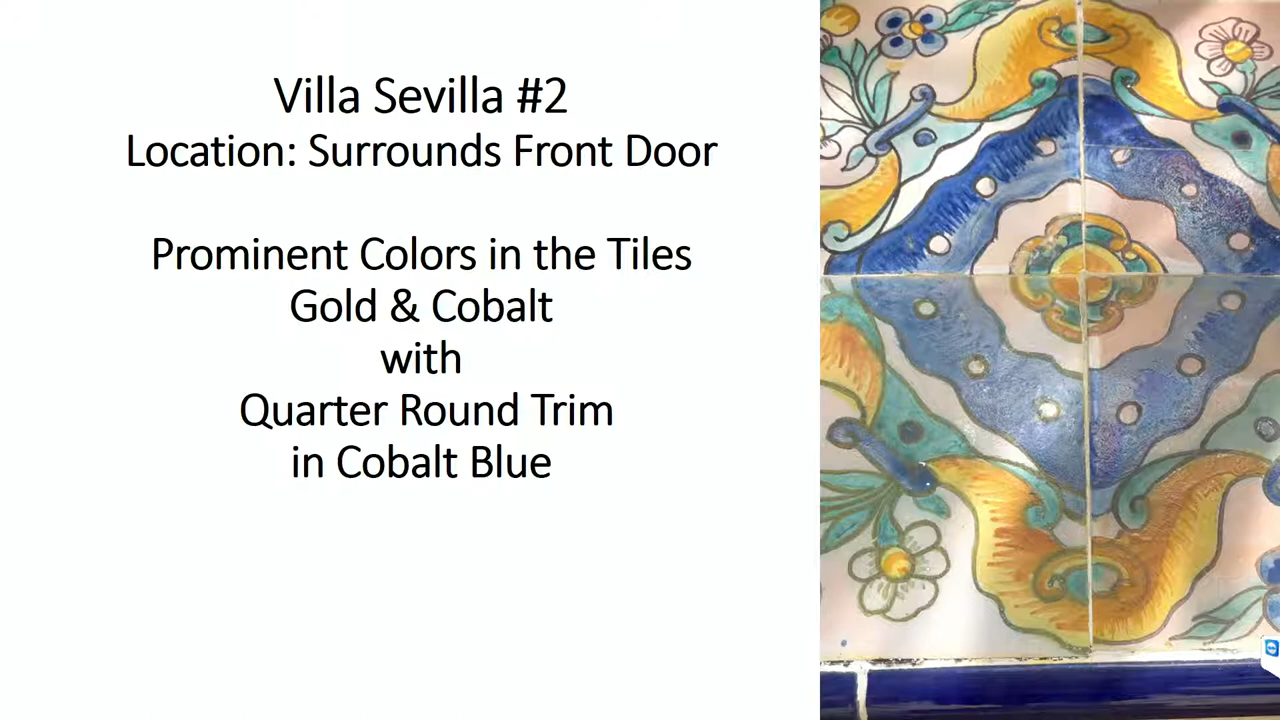 Villa Sevilla #2
Location: Surrounds Front Door
Prominent Colors in the Tiles
Gold & Cobalt
with
Quarter Round Trim
in Cobalt Blue